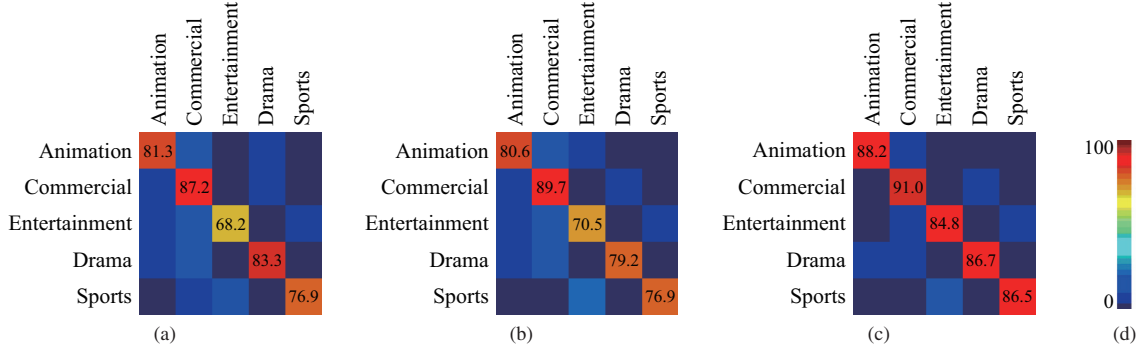 Animation Commercial Entertainment Drama Sports
Animation 81.3
Commercial 87.2
Entertainment 68.2
Drama 83.3
Sports 76.9
(a)
Animation Commercial Entertainment Drama Sports
Animation 80.6
Commercial 89.7
Entertainment 70.5
Drama 79.2
Sports 76.9
(b)
Animation Commercial Entertainment Drama Sports
Animation 88.2
Commercial 91.0
Entertainment 84.8
Drama 86.7
Sports 86.5
(c)
100
0
(d)